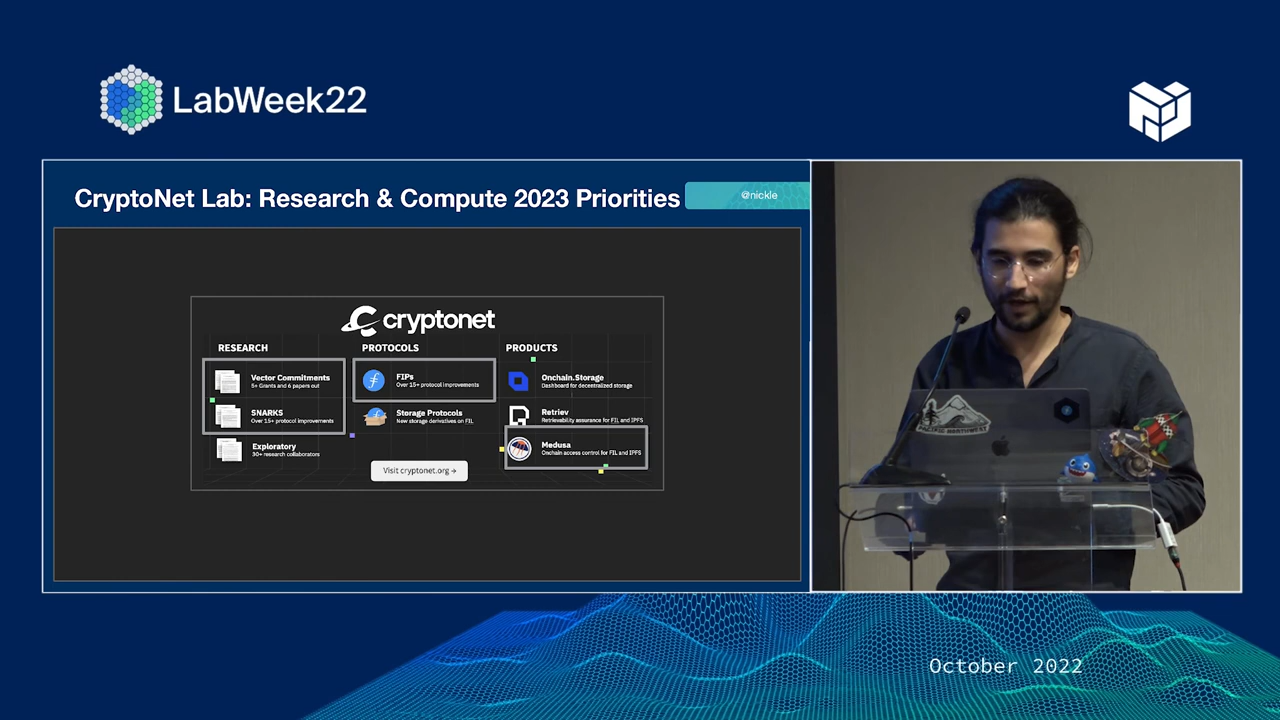 LabWeek22
CryptoNet Lab: Research & Compute 2023 Priorities
@nickle
cryptonet
RESEARCH
Vector Commitments
5+ Grants and 6 papers out
SNARKS
Over 15+ protocol improvements
Exploratory
30+ research collaborators
PROTOCOLS
FIPs
Over 15+ protocol improvements
Storage Protocols
New storage derivatives on FIL
PRODUCTS
Onchain.Storage
Dashboard for decentralized storage
Retriev
Retrievability assurance for FIL and IPFS
Medusa
Onchain access control for FIL and IPFS
Visit cryptonet.org →
PACIFIC NORTHWEST
October 2022